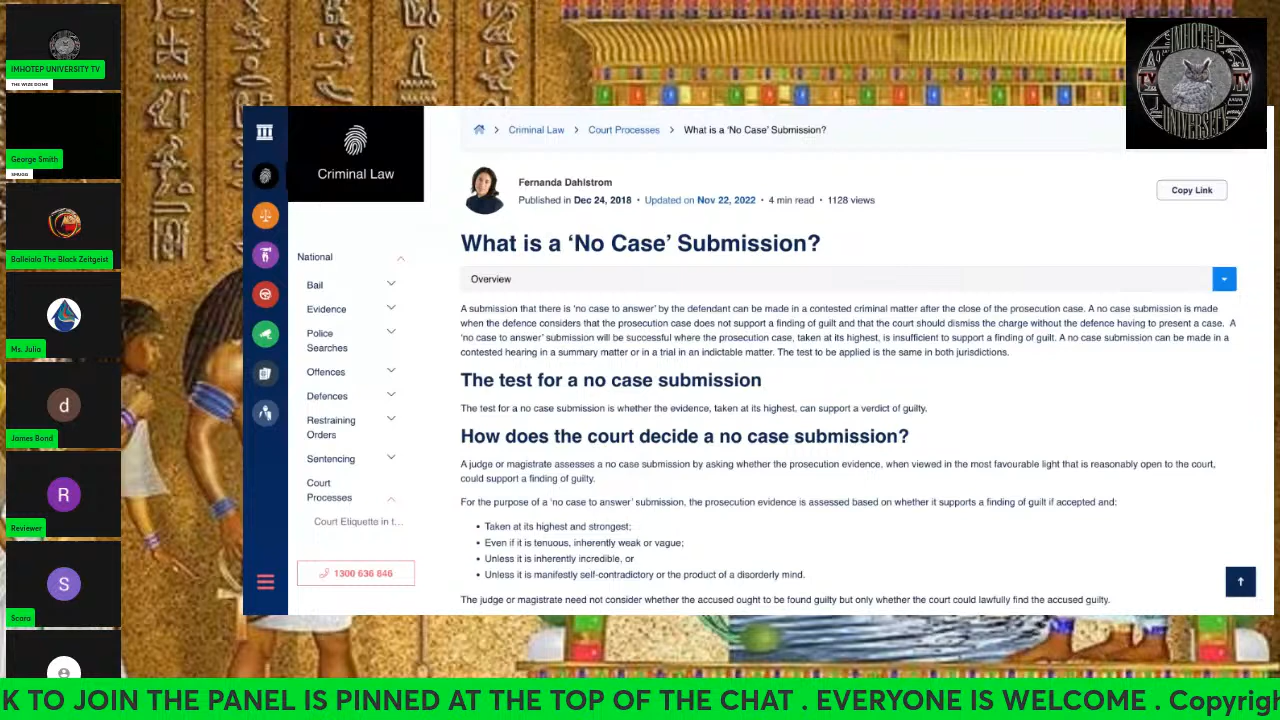 IMHOTEP UNIVERSITY TV
THE WIZE DOME
George Smith
SMUGG
Balleiala The Black Zeitgeist
Ms. Julia
d
James Bond
R
Reviewer
S
Scara
Criminal Law
National
Bail
Evidence
Police
Searches
Offences
Defences
Restraining
Orders
Sentencing
Court
Processes
Court Etiquette in t...
1300 636 846
Criminal Law > Court Processes > What is a ‘No Case’ Submission?
Fernanda Dahlstrom
Published in Dec 24, 2018 • Updated on Nov 22, 2022 • 4 min read • 1128 views
Copy Link
What is a ‘No Case’ Submission?
Overview
A submission that there is ‘no case to answer’ by the defendant can be made in a contested criminal matter after the close of the prosecution case. A no case submission is made
when the defence considers that the prosecution case does not support a finding of guilt and that the court should dismiss the charge without the defence having to present a case. A
‘no case to answer’ submission will be successful where the prosecution case, taken at its highest, is insufficient to support a finding of guilt. A no case submission can be made in a
contested hearing in a summary matter or in a trial in an indictable matter. The test to be applied is the same in both jurisdictions.
The test for a no case submission
The test for a no case submission is whether the evidence, taken at its highest, can support a verdict of guilty.
How does the court decide a no case submission?
A judge or magistrate assesses a no case submission by asking whether the prosecution evidence, when viewed in the most favourable light that is reasonably open to the court,
could support a finding of guilty.
For the purpose of a ‘no case to answer’ submission, the prosecution evidence is assessed based on whether it supports a finding of guilt if accepted and:
• Taken at its highest and strongest;
• Even if it is tenuous, inherently weak or vague;
• Unless it is inherently incredible, or
• Unless it is manifestly self-contradictory or the product of a disorderly mind.
The judge or magistrate need not consider whether the accused ought to be found guilty but only whether the court could lawfully find the accused guilty.
IMHOTEP
TV TV
UNIVERSITY
K TO JOIN THE PANEL IS PINNED AT THE TOP OF THE CHAT . EVERYONE IS WELCOME . Copyrigh